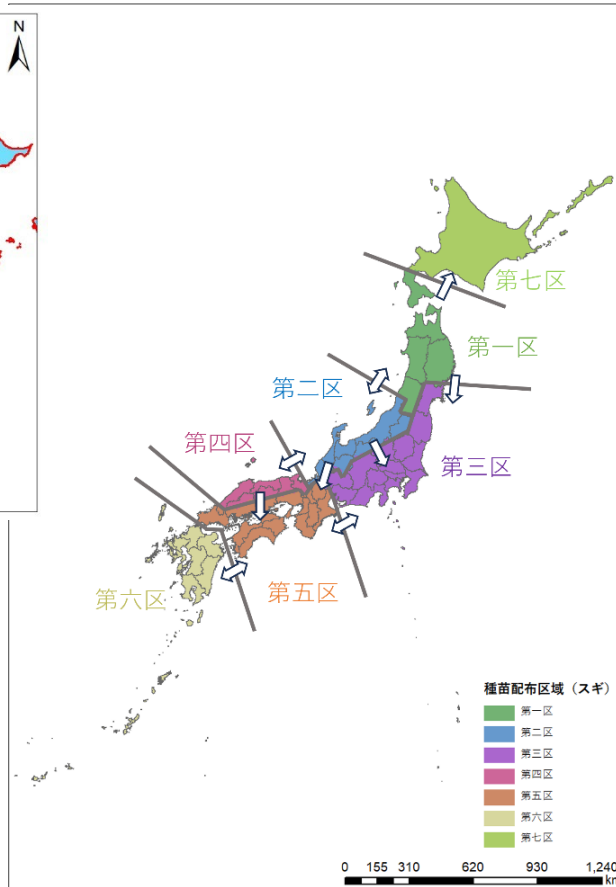 N
第七区
第一区
第二区
第四区
第三区
第六区
第五区
種苗配布区域（スギ）
第一区
第二区
第三区
第四区
第五区
第六区
第七区
0 155 310 620 930 1,240
km